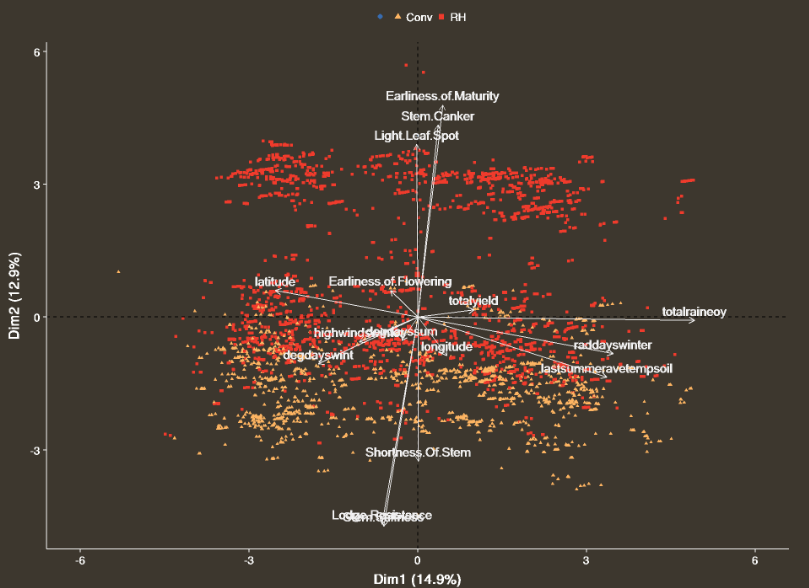 Conv RH
6
Earliness.of.Maturity
Stem.Canker
Light.Leaf.Spot
3
latitude
Earliness.of.Flowering
totalyield
0
totalraineoy
longitude
raddayswinter
degdayswint
lastsummeravetempsoil
-3
Shortness.Of.Stem
Lodge.Resistance
-6 -3 0 3 6
Dim1 (14.9%)
Dim2 (12.9%)